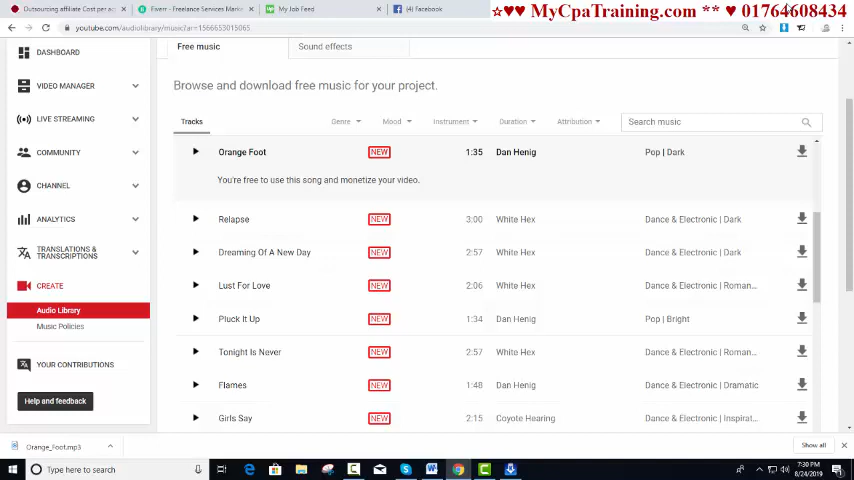 Outsourcing affiliate Cost per ac
Fiverr - Freelance Services Mark
My Job Feed
(4) Facebook
☆♥♥ MyCpaTraining.com ** ♥ 01764608434
youtube.com/audiolibrary/music?ar=1566653015065
DASHBOARD
VIDEO MANAGER
LIVE STREAMING
COMMUNITY
CHANNEL
ANALYTICS
TRANSLATIONS &
TRANSCRIPTIONS
CREATE
Audio Library
Music Policies
YOUR CONTRIBUTIONS
Help and feedback
Free music
Sound effects
Browse and download free music for your project.
Tracks Genre Mood Instrument Duration Attribution Search music
Orange Foot NEW 1:35 Dan Henig Pop | Dark
You're free to use this song and monetize your video.
Relapse NEW 3:00 White Hex Dance & Electronic | Dark
Dreaming Of A New Day NEW 2:57 White Hex Dance & Electronic | Dark
Lust For Love NEW 2:06 White Hex Dance & Electronic | Roman...
Pluck It Up NEW 1:34 Dan Henig Pop | Bright
Tonight Is Never NEW 2:57 White Hex Dance & Electronic | Roman...
Flames NEW 1:48 Dan Henig Dance & Electronic | Dramatic
Girls Say NEW 2:15 Coyote Hearing Dance & Electronic | Inspirat...
Orange_Foot.mp3
Show all
Type here to search
7:30 PM
8/24/2019